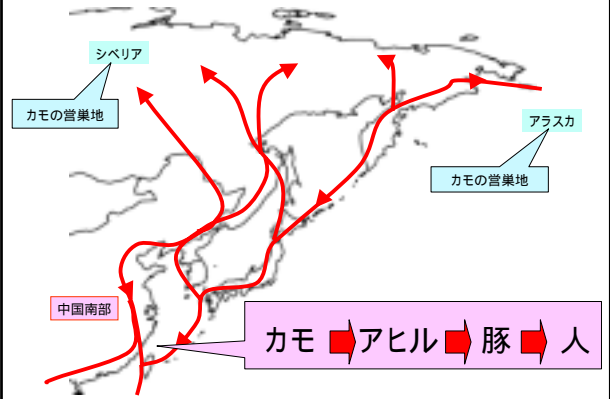 シベリア
カモの営巣地
アラスカ
カモの営巣地
中国南部
カモ アヒル 豚 人